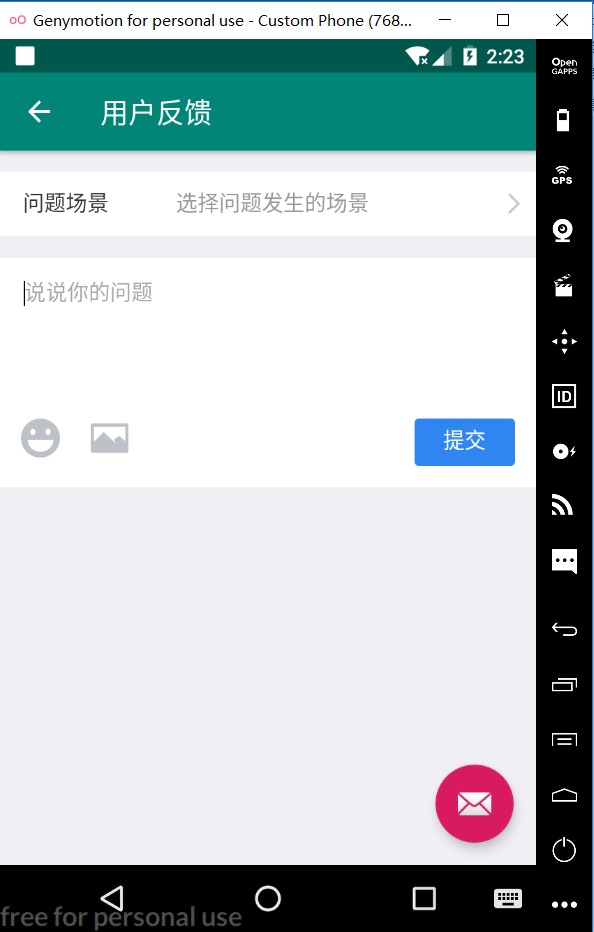 Genymotion for personal use - Custom Phone (768...
2:23
Open
GAPPS
用户反馈
GPS
问题场景
选择问题发生的场景
说说你的问题
ID
提交
free for personal use